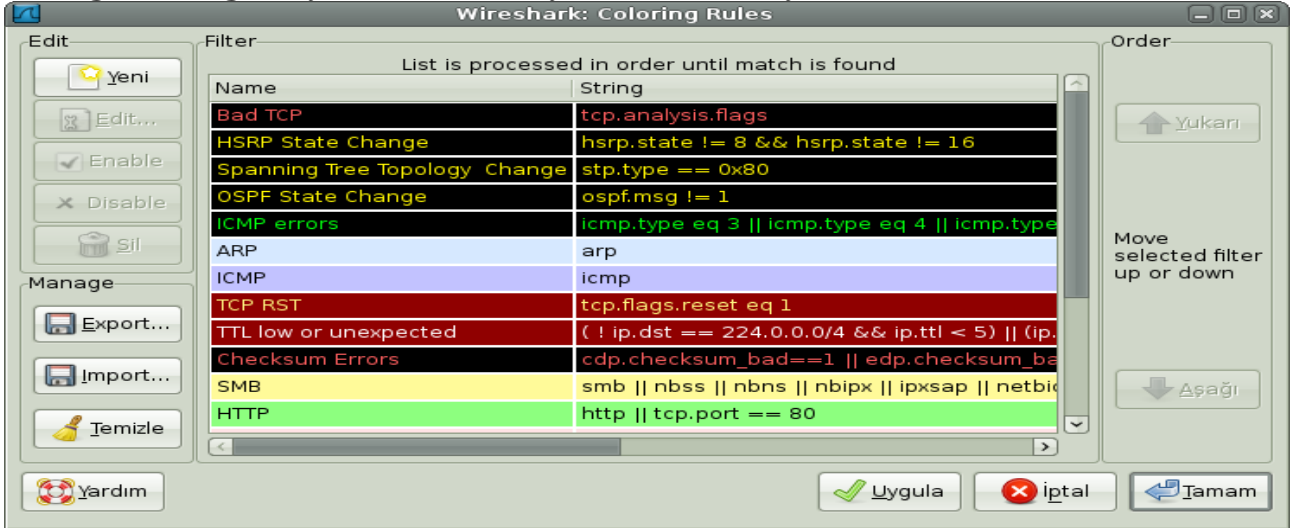 Wireshark: Coloring Rules
Edit
Yeni
Edit...
Enable
Disable
Sil
Manage
Export...
Import...
Temizle
Filter
List is processed in order until match is found
Name String
Bad TCP tcp.analysis.flags
HSRP State Change hsrp.state != 8 && hsrp.state != 16
Spanning Tree Topology  Change stp.type == 0x80
OSPF State Change ospf.msg != 1
ICMP errors icmp.type eq 3 || icmp.type eq 4 || icmp.type
ARP arp
ICMP icmp
TCP RST tcp.flags.reset eq 1
TTL low or unexpected ( ! ip.dst == 224.0.0.0/4 && ip.ttl < 5) || (ip.
Checksum Errors cdp.checksum_bad==1 || edp.checksum_ba
SMB smb || nbss || nbns || nbipx || ipxsap || netbio
HTTP http || tcp.port == 80
Order
Yukarı
Move
selected filter
up or down
Aşağı
Yardım
Uygula
İptal
Tamam